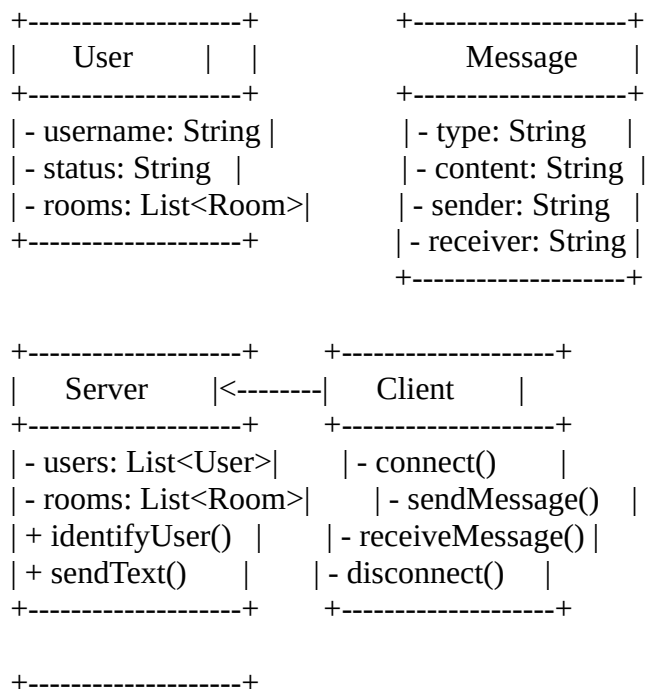 +--------------------+ +--------------------+
| User | | | Message |
+--------------------+ +--------------------+
| - username: String | | - type: String |
| - status: String | | - content: String |
| - rooms: List<Room>| | - sender: String |
+--------------------+ | - receiver: String |
+--------------------+
+--------------------+ +--------------------+
| Server |<--------| Client |
+--------------------+ +--------------------+
| - users: List<User>| | - connect() |
| - rooms: List<Room>| | - sendMessage() |
| + identifyUser() | | - receiveMessage() |
| + sendText() | | - disconnect() |
+--------------------+ +--------------------+
+--------------------+